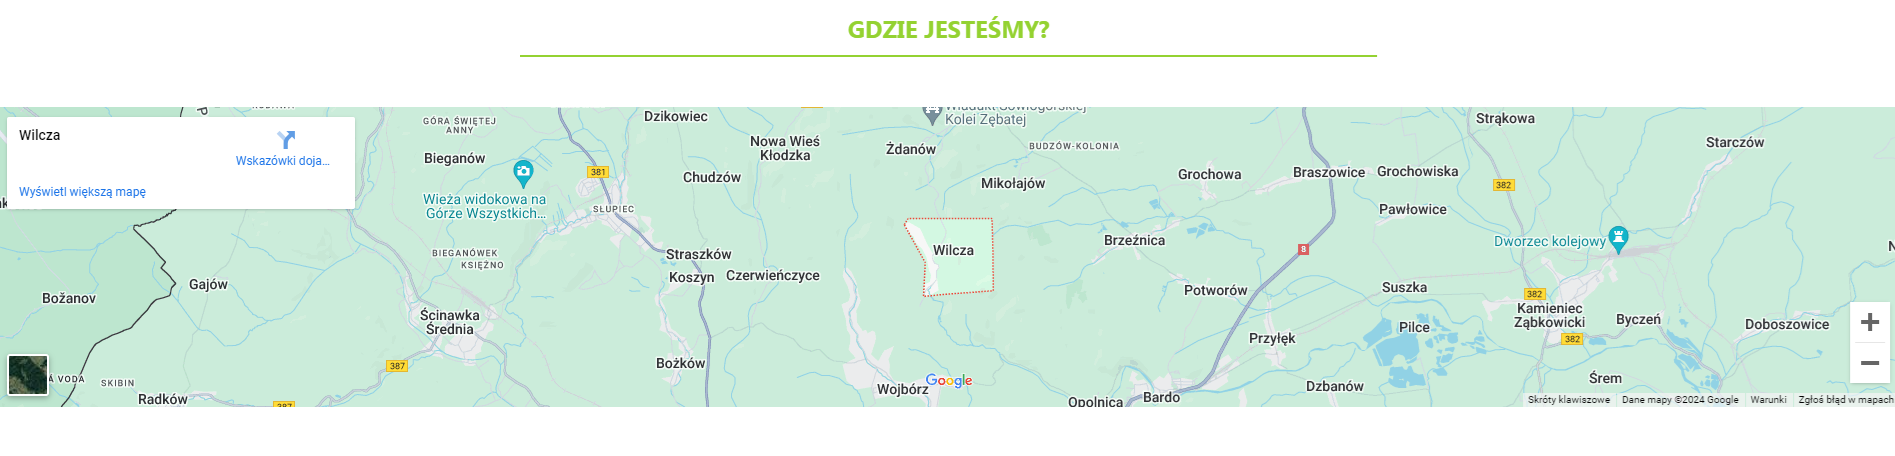 GDZIE JESTEŚMY?
Wilcza
Wskazówki doja...
Wyświetl większą mapę
GÓRA ŚWIĘTEJ
ANNY
Dzikowiec
Kolei Zębatej
Strąkowa
Nowa Wieś
Kłodzka
Żdanów
BUDZÓW-KOLONIA
Starczów
Bieganów
381
Chudzów
Mikołajów
Grochowa
Braszowice
Grochowiska
382
Wieża widokowa na
Górze Wszystkich...
SŁUPIEC
Pawłowice
BIEGANÓWEK
KSIĘŻNO
Straszków
Wilcza
Brzeźnica
8
Dworzec kolejowy
Koszyn
Czerwieńczyce
Gajów
Božanov
Potworów
Suszka
382
Kamieniec
Ząbkowicki
Byczeń
Doboszowice
Ścinawka
Średnia
Pilce
Przyłęk
382
387
Bożków
SKIBIN
VODA
Radków
387
Wojbórz
Google
Opolnica
Bardo
Dzbanów
Śrem
Skróty klawiszowe
Dane mapy ©2024 Google
Warunki
Zgłoś błąd w mapach